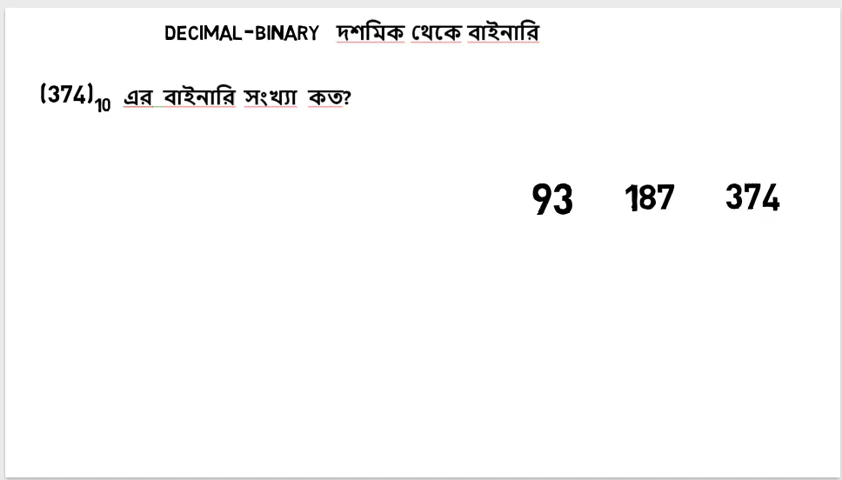 DECIMAL-BINARY দশমিক থেকে বাইনারি
(374)10 এর বাইনারি সংখ্যা কত?
93 187 374